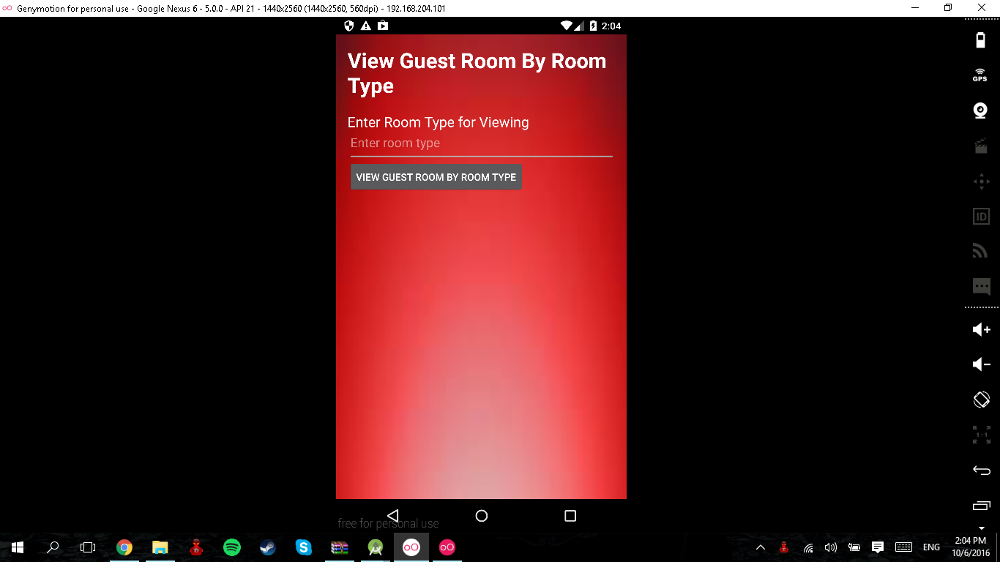 Genymotion for personal use - Google Nexus 6 - 5.0.0 - API 21 - 1440x2560 (1440x2560, 560dpi) - 192.168.204.101
2:04
GPS
View Guest Room By Room
Type
Enter Room Type for Viewing
Enter room type
VIEW GUEST ROOM BY ROOM TYPE
ID
1:1
free for personal use
ENG
2:04 PM
10/6/2016